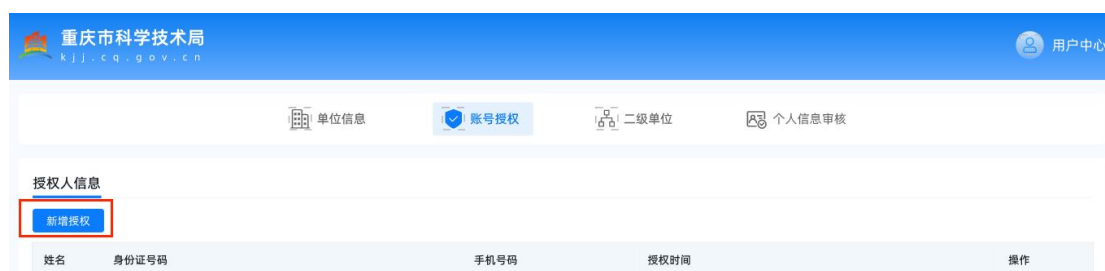 重庆市科学技术局
kjj.cq.gov.cn
用户中心
单位信息 账号授权 二级单位 个人信息审核
授权人信息
新增授权
姓名 身份证号码 手机号码 授权时间 操作